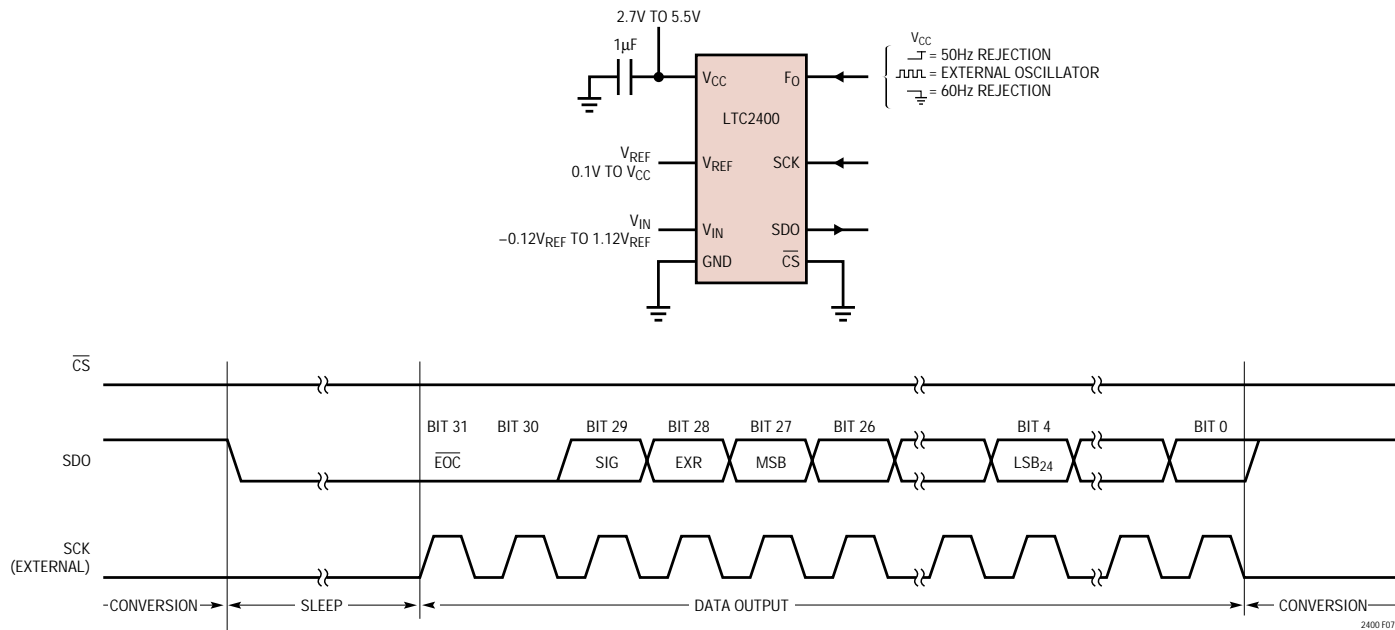 2.7V TO 5.5V
1µF
VCC
FO
VCC
= 50Hz REJECTION
= EXTERNAL OSCILLATOR
= 60Hz REJECTION
LTC2400
VREF
0.1V TO VCC
VREF
SCK
VIN
–0.12VREF TO 1.12VREF
VIN
SDO
GND
CS
CS
BIT 31 BIT 30 BIT 29 BIT 28 BIT 27 BIT 26 BIT 4 BIT 0
SDO
EOC SIG EXR MSB LSB24
SCK
(EXTERNAL)
CONVERSION SLEEP DATA OUTPUT CONVERSION
2400 F07